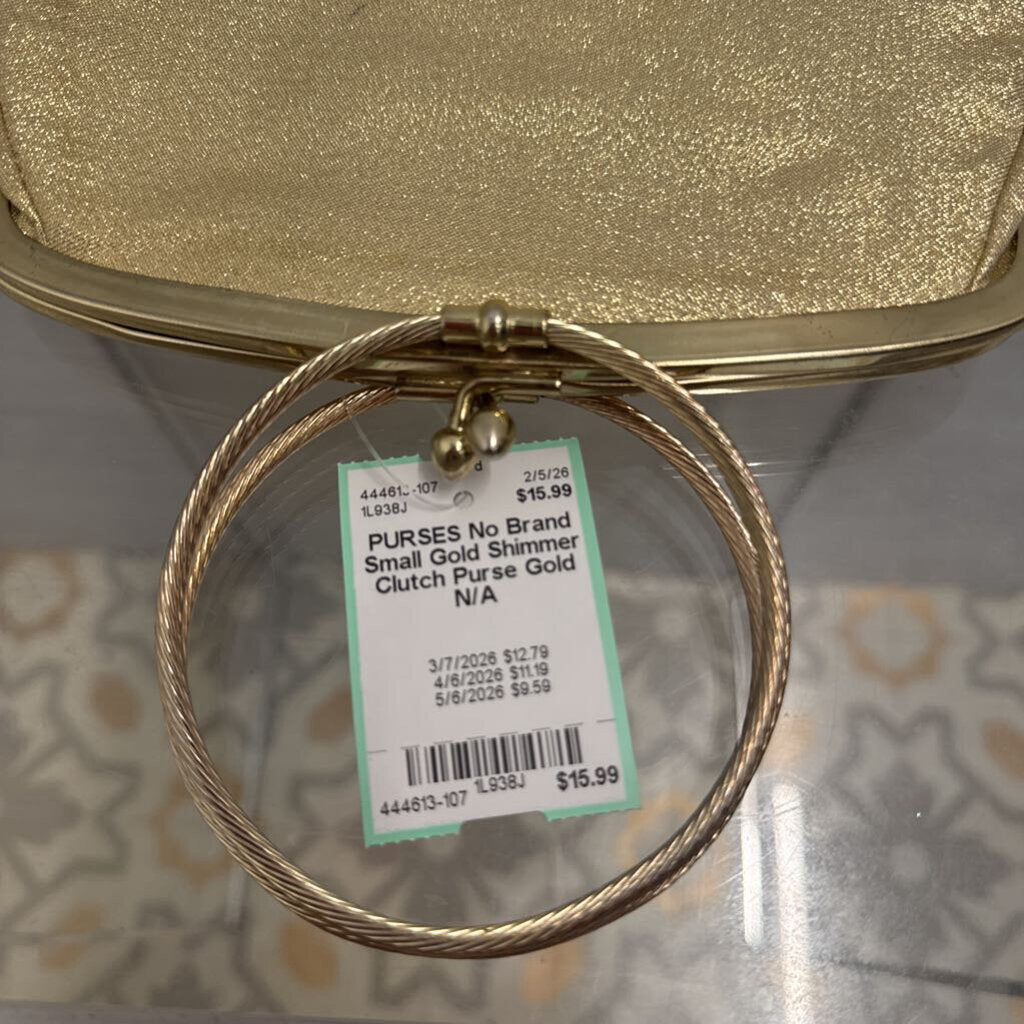 2/5/26
444613-107
$15.99
1L938J
PURSES No Brand
Small Gold Shimmer
Clutch Purse Gold
N/A
3/7/2026 $12.79
4/6/2026 $11.19
5/6/2026 $9.59
444613-107 1L938J $15.99